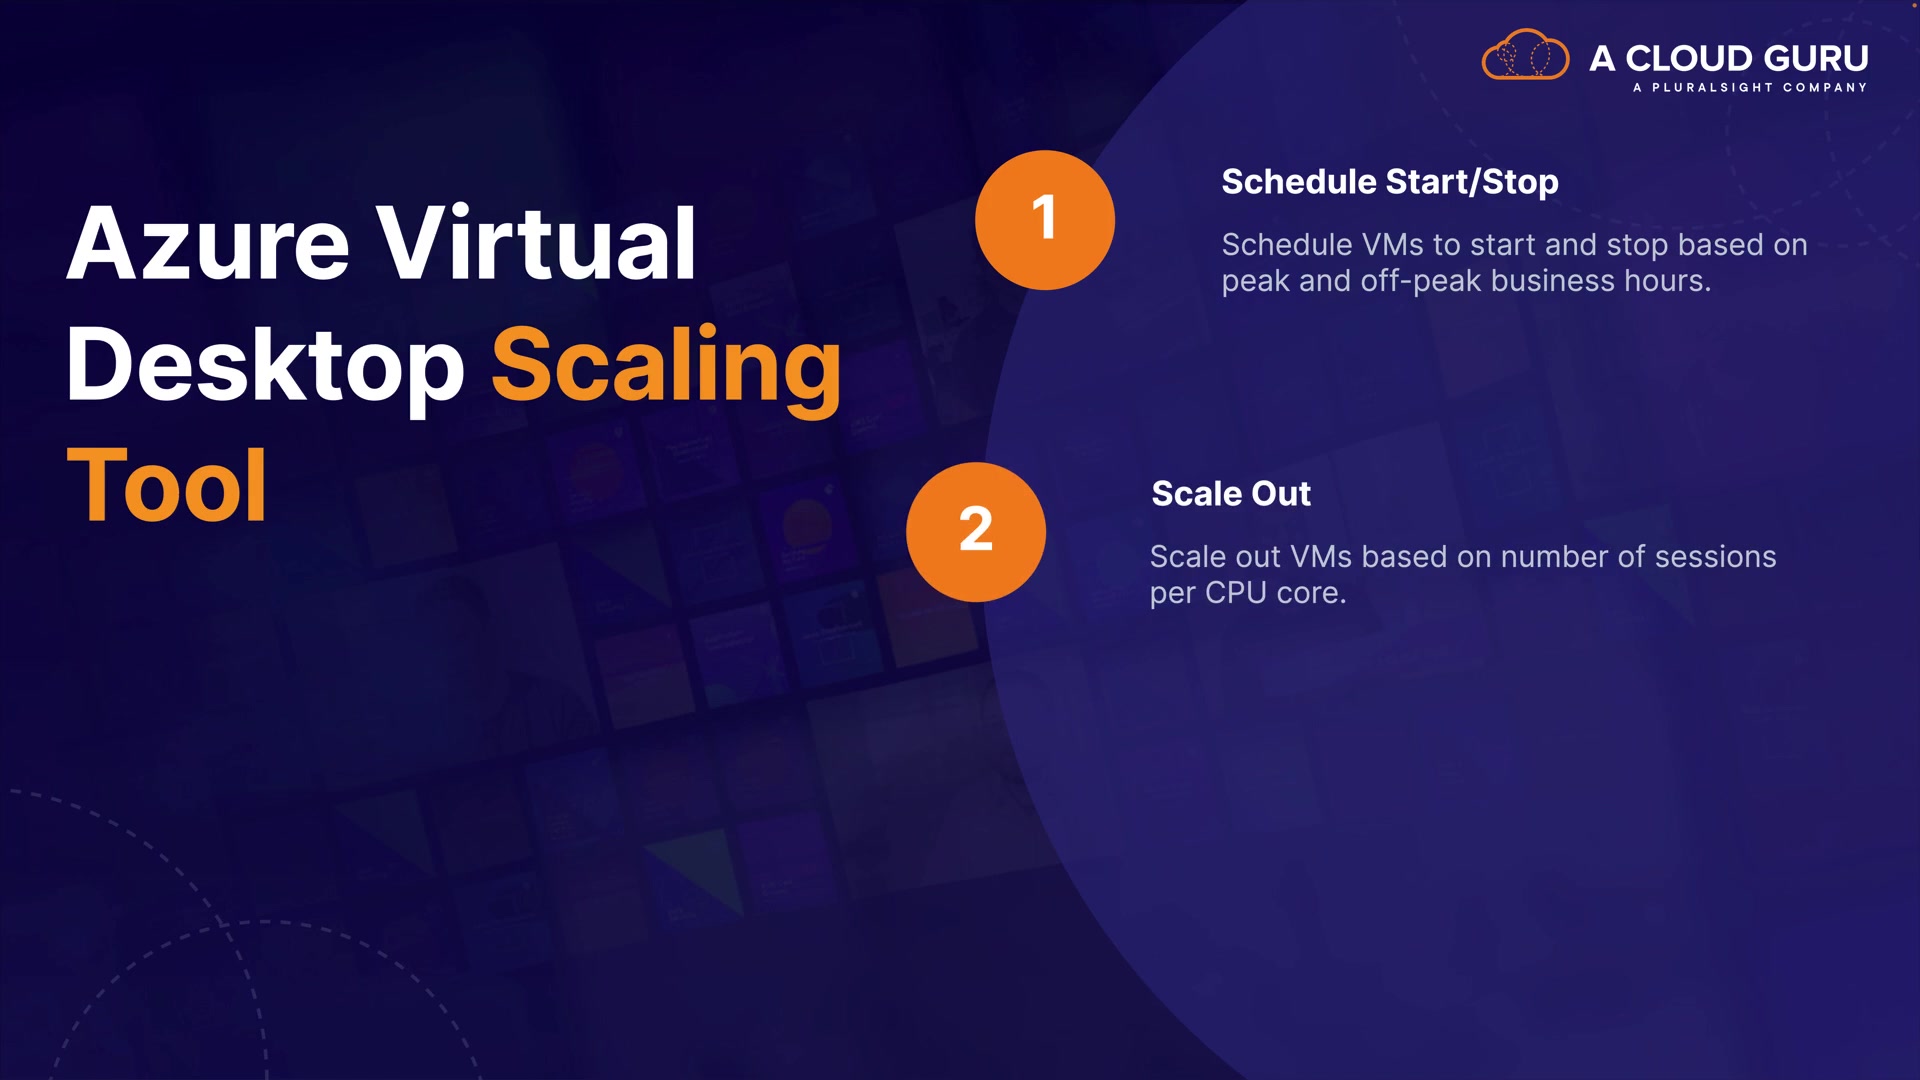 A CLOUD GURU
A PLURALSIGHT COMPANY
Azure Virtual
Desktop Scaling
Tool
1
Schedule Start/Stop
Schedule VMs to start and stop based on
peak and off-peak business hours.
2
Scale Out
Scale out VMs based on number of sessions
per CPU core.